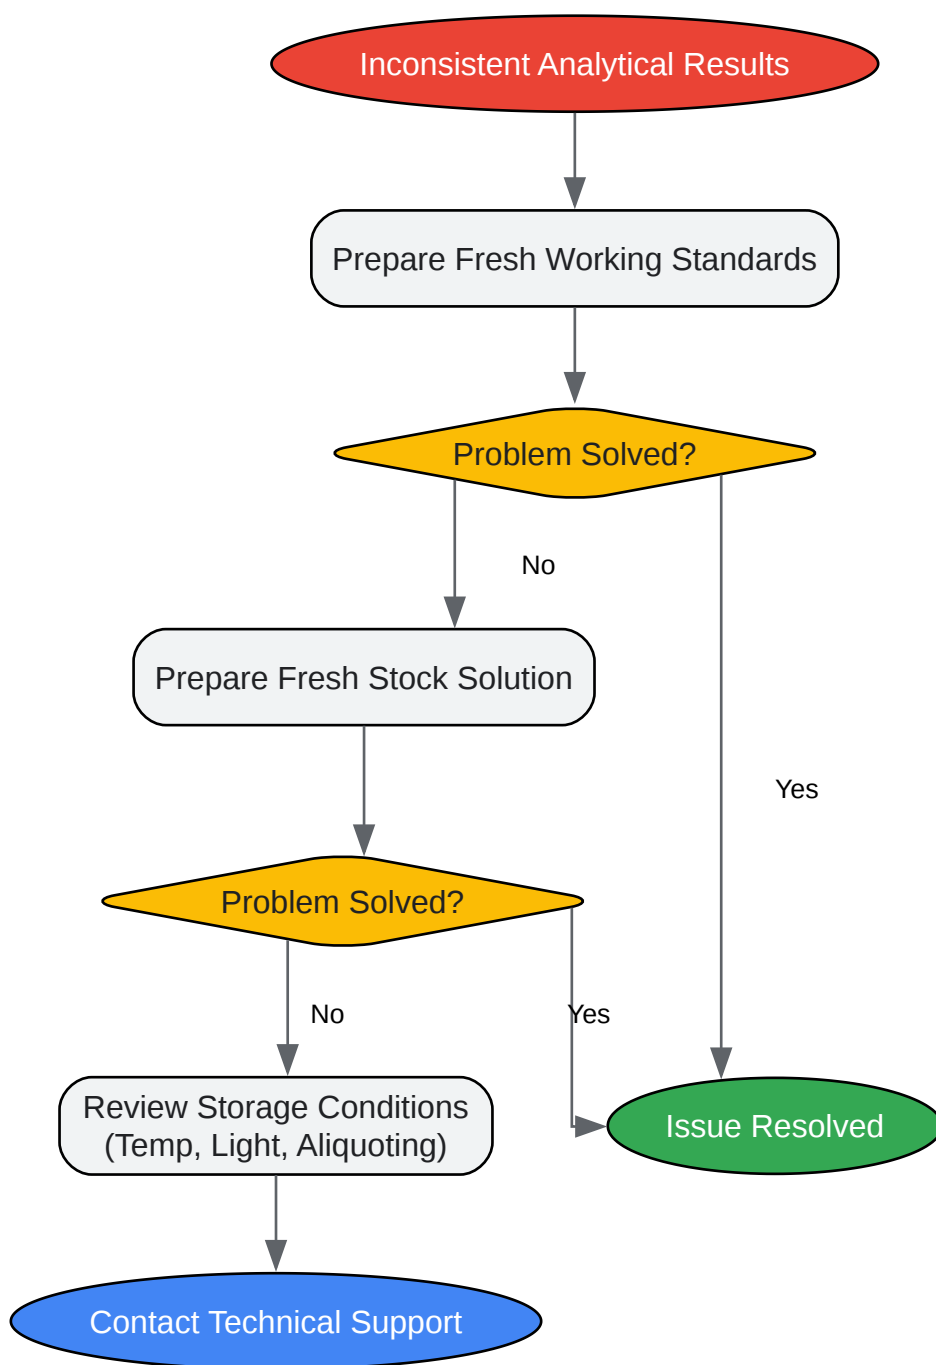 Inconsistent Analytical Results
Prepare Fresh Working Standards
Problem Solved?
No
Prepare Fresh Stock Solution
Yes
Problem Solved?
No
Yes
Review Storage Conditions
(Temp, Light, Aliquoting)
Issue Resolved
Contact Technical Support